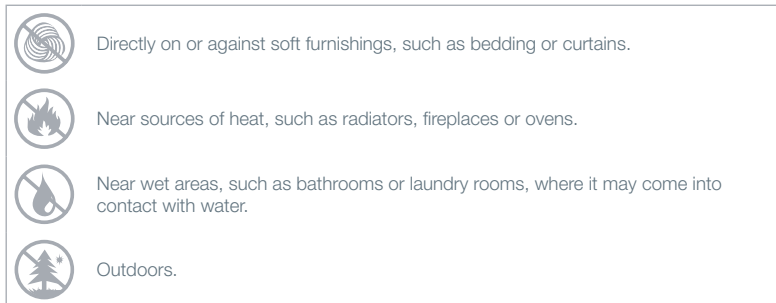 Directly on or against soft furnishings, such as bedding or curtains.
Near sources of heat, such as radiators, fireplaces or ovens.
Near wet areas, such as bathrooms or laundry rooms, where it may come into
contact with water.
Outdoors.